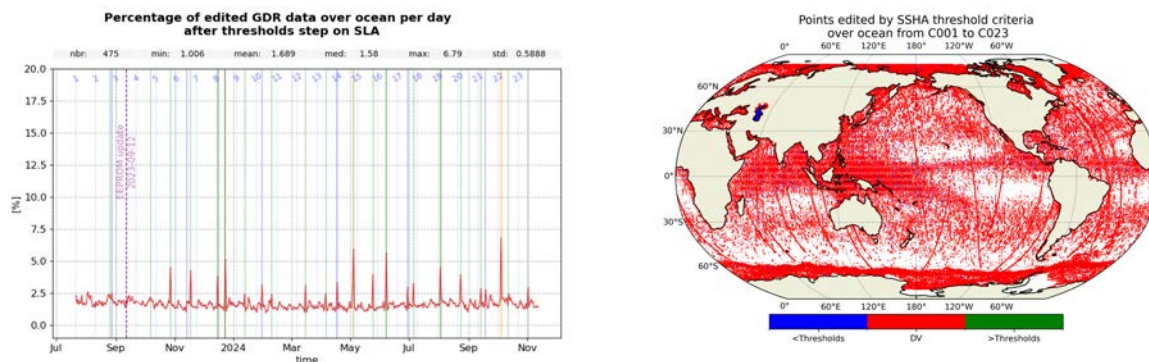 Percentage of edited GDR data over ocean per day
after thresholds step on SLA
nbr: 475 min: 1.006 mean: 1.689 med: 1.58 max: 6.79 std: 0.5888
20.0
1 2 3 4 5 6 7 8 9 10 11 12 13 14 15 16 17 18 19 20 21 22 23
17.5
15.0
12.5
10.0
7.5
5.0
2.5
0.0
[%]
EEPROM update
2023-09-12
Jul Sep Nov 2024 Mar May Jul Sep Nov
time
Points edited by SSHA threshold criteria
over ocean from C001 to C023
0° 60°E 120°E 180° 120°W 60°W 0°
60°N
30°N
0°
30°S
60°S
0° 60°E 120°E 180° 120°W 60°W 0°
<Thresholds DV >Thresholds